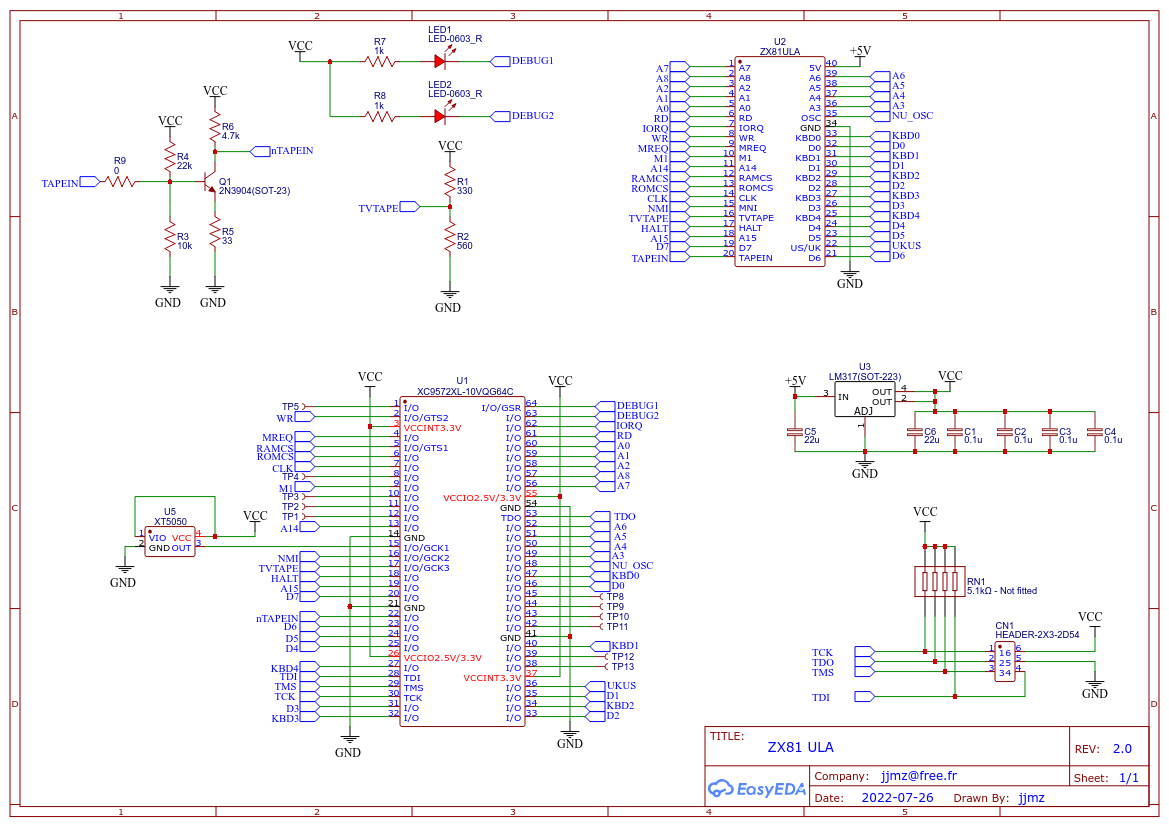 1 2 3 4 5
A B C D
VCC
R7
1k
LED1
LED-0603_R
DEBUG1
R8
1k
LED2
LED-0603_R
DEBUG2
VCC
R6
4.7k
VCC
R4
22k
nTAPEIN
R9
0
TAPEIN
Q1
2N3904(SOT-23)
R3
10k
R5
33
GND GND
VCC
R1
330
TVTAPE
R2
560
GND
U2
ZX81ULA
+5V
A7 1 A7 5V 40
A8 2 A8 A6 39 A6
A2 3 A2 A5 38 A5
A1 4 A1 A4 37 A4
A0 5 A0 A3 36 A3
RD 6 RD OSC 35 NU_OSC
IORQ 7 IORQ GND 34
WR 8 WR KBD0 33 KBD0
MREQ 9 MREQ D0 32 D0
M1 10 M1 KBD1 31 KBD1
A14 11 A14 D1 30 D1
RAMCS 12 RAMCS KBD2 29 KBD2
ROMCS 13 ROMCS D2 28 D2
CLK 14 CLK KBD3 27 KBD3
NMI 15 MNI D3 26 D3
TVTAPE 16 TVTAPE KBD4 25 KBD4
HALT 17 HALT D4 24 D4
A15 18 A15 D5 23 D5
D7 19 D7 US/UK 22 UKUS
TAPEIN 20 TAPEIN D6 21 D6
GND
VCC
U1
XC9572XL-10VQG64C
VCC
TP5 1 I/O I/O/GSR 64 DEBUG1
WR 2 I/O/GTS2 I/O 63 DEBUG2
3 VCCINT3.3V I/O 62 IORQ
MREQ 4 I/O I/O 61 RD
RAMCS 5 I/O/GTS1 I/O 60 A0
ROMCS 6 I/O I/O 59 A1
CLK 7 I/O I/O 58 A2
TP4 8 I/O I/O 57 A8
M1 9 I/O I/O 56 A7
TP3 10 I/O VCCIO2.5V/3.3V 55
TP2 11 I/O GND 54
TP1 12 I/O TDO 53 TDO
A14 13 I/O I/O 52 A6
14 GND I/O 51 A5
15 I/O/GCK1 I/O 50 A4
NMI 16 I/O/GCK2 I/O 49 A3
TVTAPE 17 I/O/GCK3 I/O 48 NU_OSC
HALT 18 I/O I/O 47 KBD0
A15 19 I/O I/O 46 D0
D7 20 I/O I/O 45 TP8
21 GND I/O 44 TP9
nTAPEIN 22 I/O I/O 43 TP10
D6 23 I/O I/O 42 TP11
D5 24 I/O GND 41
D4 25 I/O I/O 40 KBD1
26 VCCIO2.5V/3.3V I/O 39 TP12
KBD4 27 I/O I/O 38 TP13
TDI 28 TDI VCCINT3.3V 37
TMS 29 TMS I/O 36 UKUS
TCK 30 TCK I/O 35 D1
D3 31 I/O I/O 34 KBD2
KBD3 32 I/O I/O 33 D2
GND GND
U5
XT5050
VCC
1 VIO VCC 4
2 GND OUT 3
GND
U3
LM317(SOT-223)
+5V
VCC
3 IN OUT 4
OUT 2
ADJ
1
C5
22u
C6
22u
C1
0.1u
C2
0.1u
C3
0.1u
C4
0.1u
GND
VCC
RN1
5.1kΩ - Not fitted
CN1
HEADER-2X3-2D54
VCC
TCK 1 1 6 6
TDO 2 2 5 5
TMS 3 3 4 4
TDI
GND
TITLE:
ZX81 ULA
REV: 2.0
EasyEDA
Company: jjmz@free.fr
Sheet: 1/1
Date: 2022-07-26 Drawn By: jjmz
A B C D
1 2 3 4 5